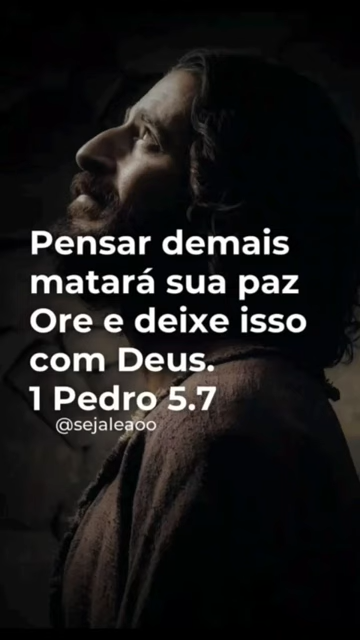 Pensar demais
matará sua paz
Ore e deixe isso
com Deus.
1 Pedro 5.7
@sejaleaoo